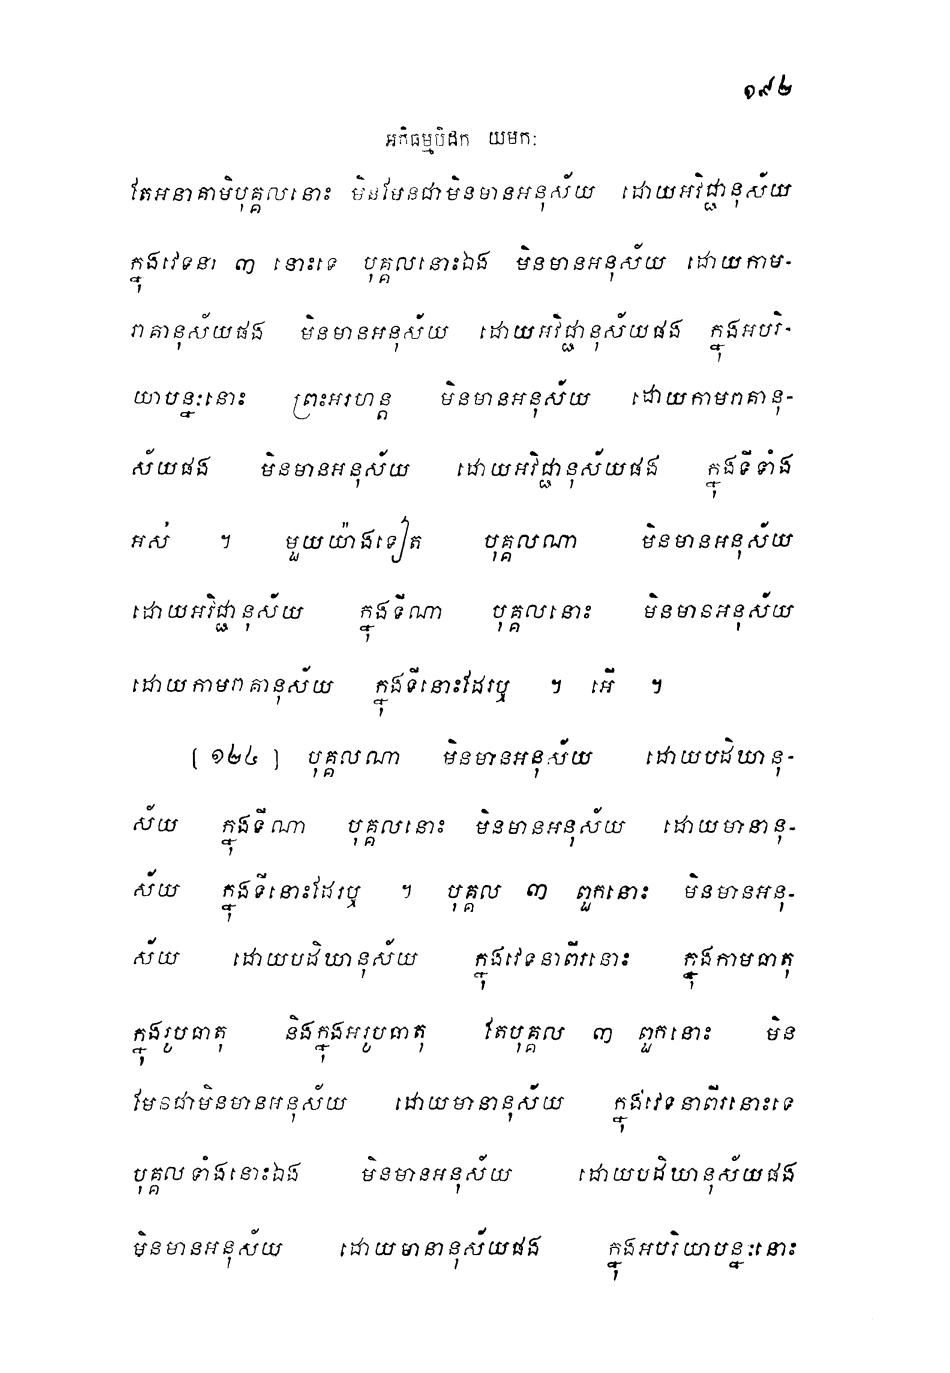 ១៩២
អភិធម្មបិដក យមកៈ
តែអនាគាមិបុគ្គលនោះ មិនមែនជាមិនមានអនុស័យ ដោយអវិជ្ជានុស័យ
ក្នុងវេទនា ៣ នោះទេ បុគ្គលនោះឯង មិនមានអនុស័យ ដោយកាម-
រាគានុស័យផង មិនមានអនុស័យ ដោយអវិជ្ជានុស័យផង ក្នុងអបរិ-
យាបន្នៈនោះ ព្រះអរហន្ត មិនមានអនុស័យ ដោយកាមរាគានុ-
ស័យផង មិនមានអនុស័យ ដោយអវិជ្ជានុស័យផង ក្នុងទីទាំង
អស់ ។ មួយយ៉ាងទៀត បុគ្គលណា មិនមានអនុស័យ
ដោយអវិជ្ជានុស័យ ក្នុងទីណា បុគ្គលនោះ មិនមានអនុស័យ
ដោយកាមរាគានុស័យ ក្នុងទីនោះដែរឬ ។ អើ ។
[ ១២៤ ] បុគ្គលណា មិនមានអនុស័យ ដោយបដិឃានុ-
ស័យ ក្នុងទីណា បុគ្គលនោះ មិនមានអនុស័យ ដោយមានានុ-
ស័យ ក្នុងទីនោះដែរឬ ។ បុគ្គល ៣ ពួកនោះ មិនមានអនុ-
ស័យ ដោយបដិឃានុស័យ ក្នុងវេទនាពីរនោះ ក្នុងកាមធាតុ
ក្នុងរូបធាតុ និងក្នុងអរូបធាតុ តែបុគ្គល ៣ ពួកនោះ មិន
មែនជាមិនមានអនុស័យ ដោយមានានុស័យ ក្នុងវេទនាពីរនោះទេ
បុគ្គលទាំងនោះឯង មិនមានអនុស័យ ដោយបដិឃានុស័យផង
មិនមានអនុស័យ ដោយមានានុស័យផង ក្នុងអបរិយាបន្នៈនោះ